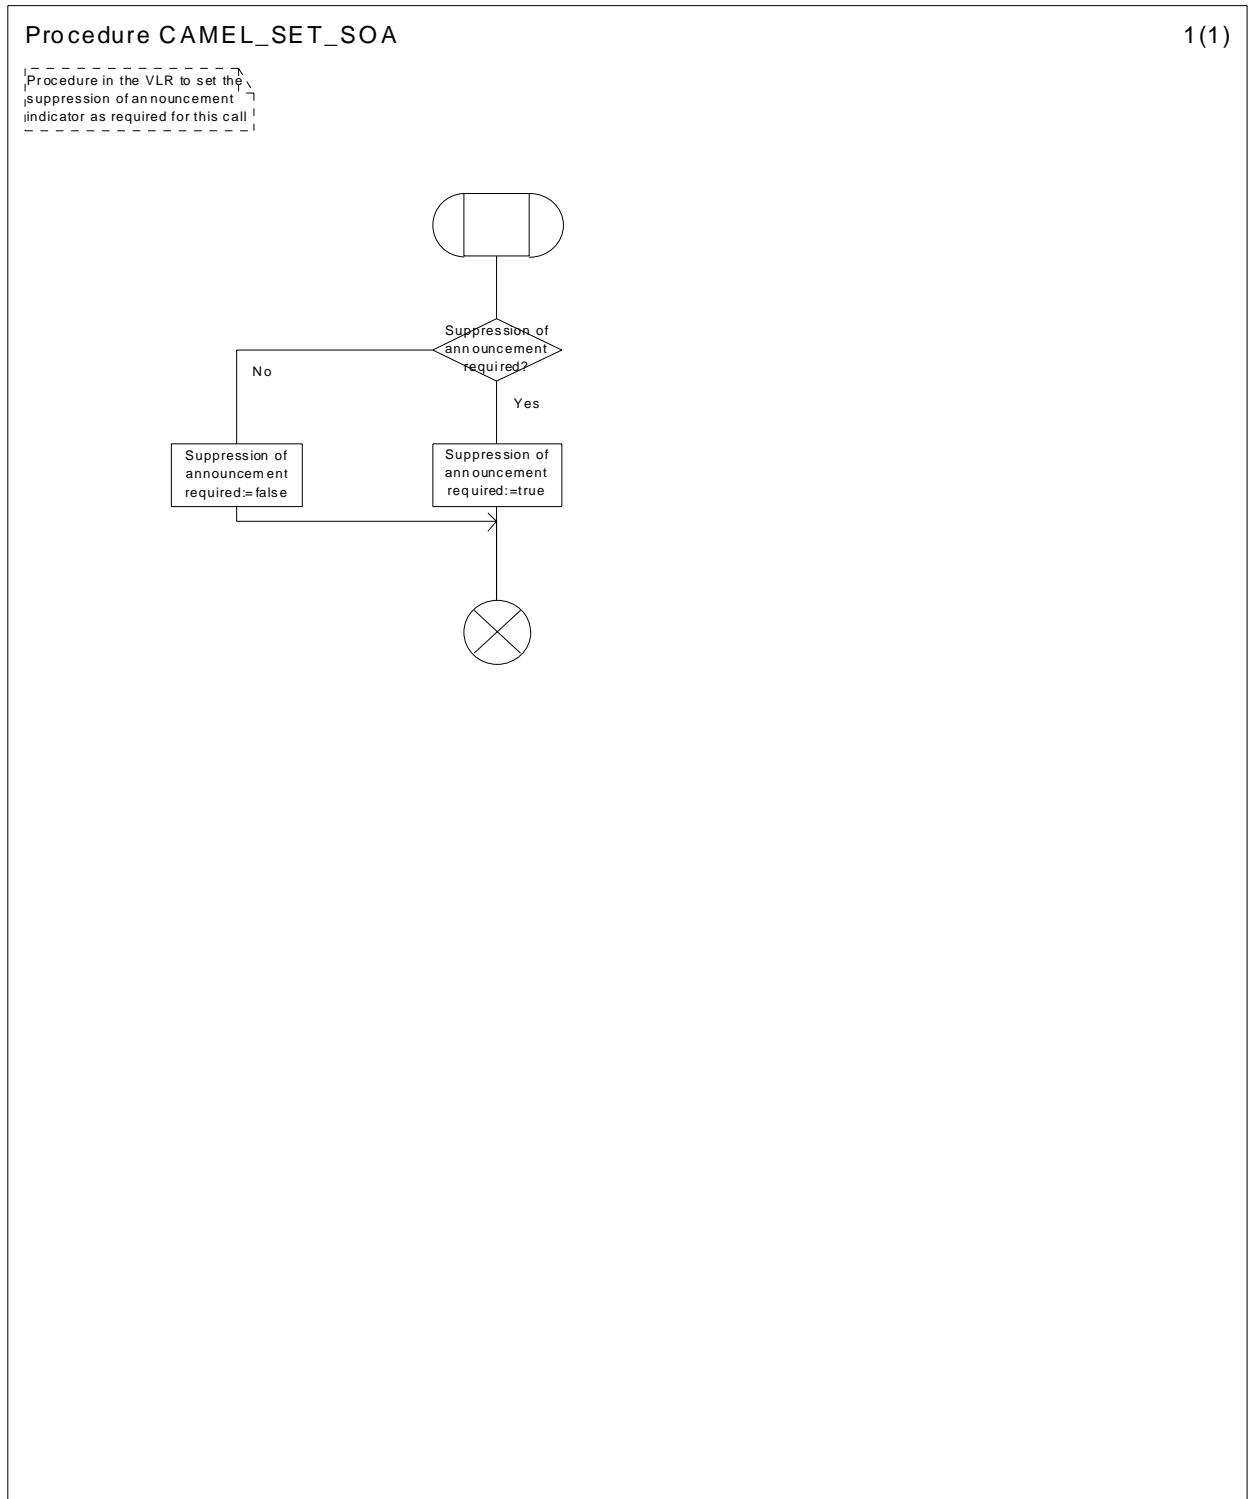 Procedure CAMEL_SET_SOA
1(1)
Procedure in the VLR to set the
suppression of announcement
indicator as required for this call
Suppression of
announcement
required?
No
Yes
Suppression of
announcement
required:=false
Suppression of
announcement
required:=true